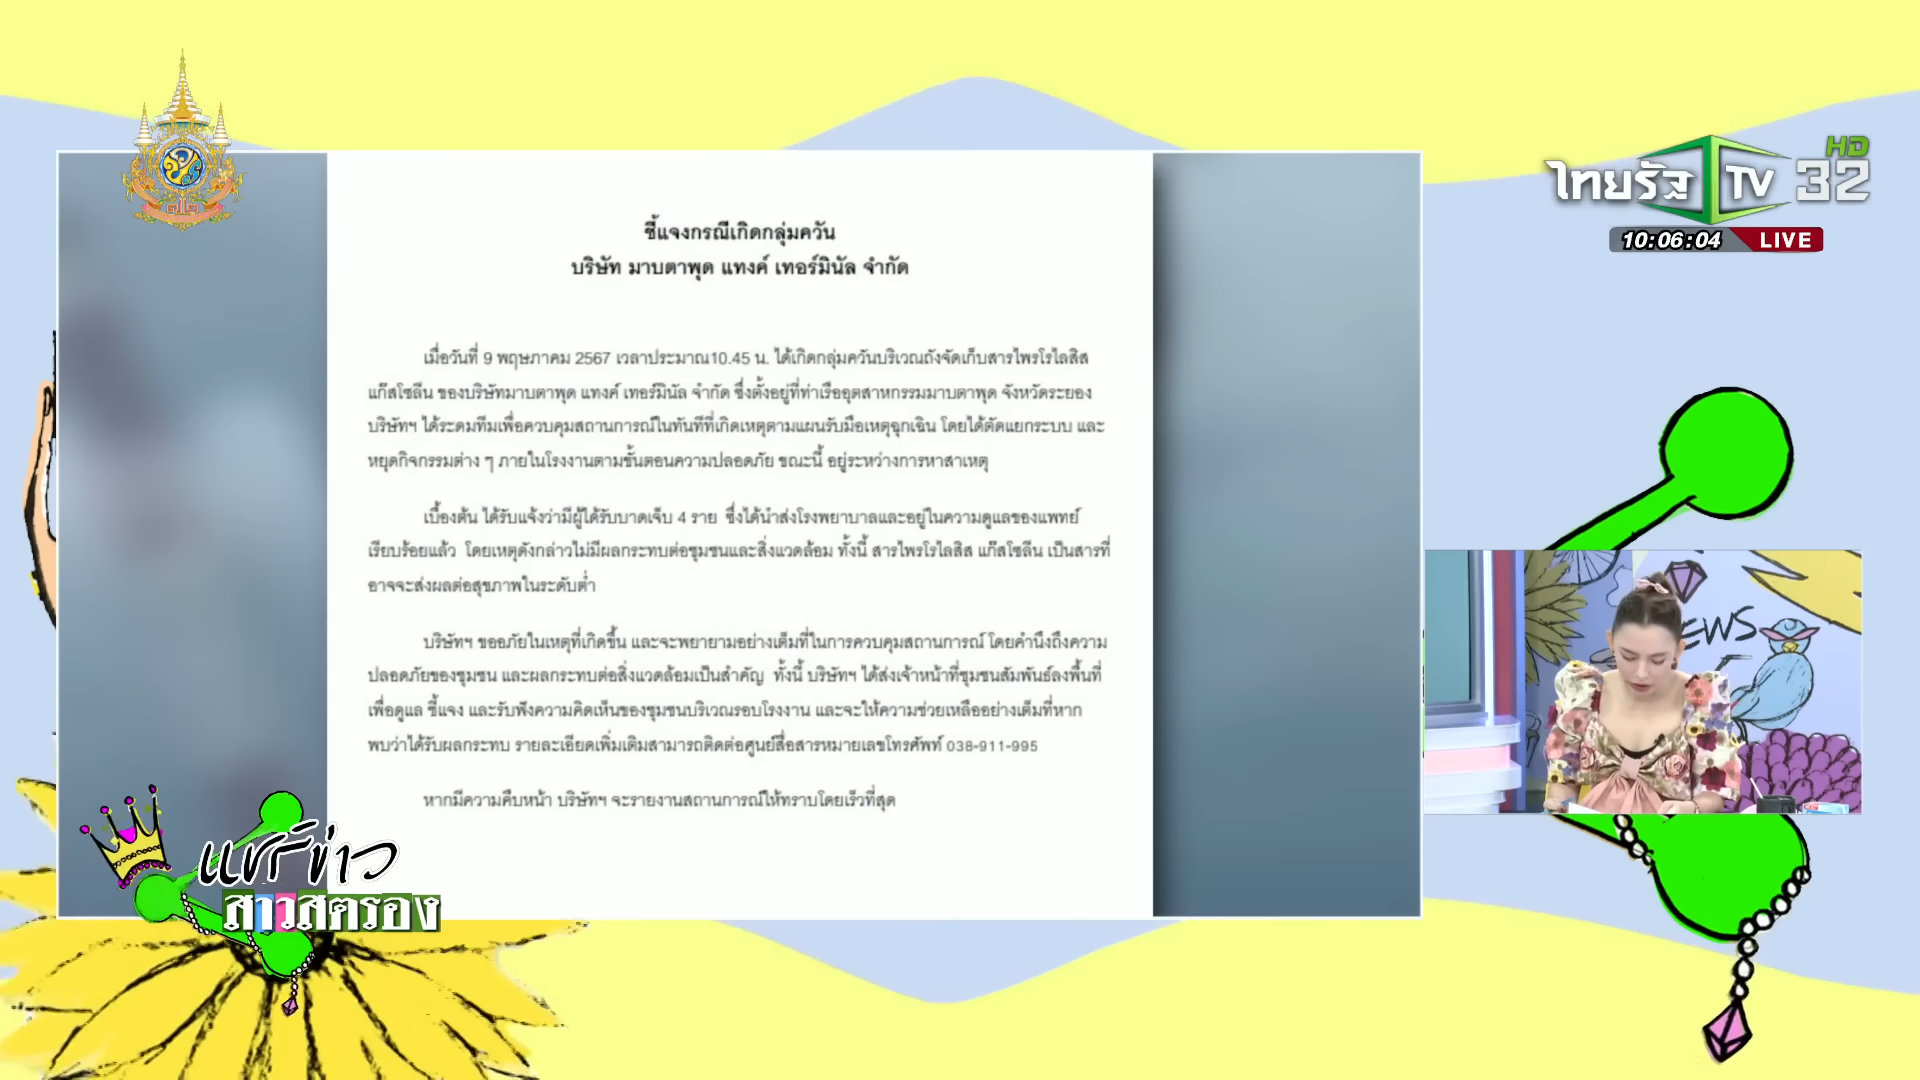 ไทยรัฐ TV HD 32
10:06:04 LIVE
ชี้แจงกรณีเกิดกลุ่มควัน
บริษัท มาบตาพุด แทงค์ เทอร์มินัล จำกัด
เมื่อวันที่ 9 พฤษภาคม 2567 เวลาประมาณ10.45 น. ได้เกิดกลุ่มควันบริเวณถังจัดเก็บสารไพรโรไลสิส
แก๊สโซลีน ของบริษัทมาบตาพุด แทงค์ เทอร์มินัล จำกัด ซึ่งตั้งอยู่ที่ท่าเรืออุตสาหกรรมมาบตาพุด จังหวัดระยอง
บริษัทฯ ได้ระดมทีมเพื่อควบคุมสถานการณ์ในทันทีที่เกิดเหตุตามแผนรับมือเหตุฉุกเฉิน โดยได้ตัดแยกระบบ และ
หยุดกิจกรรมต่าง ๆ ภายในโรงงานตามขั้นตอนความปลอดภัย ขณะนี้ อยู่ระหว่างการหาสาเหตุ
เบื้องต้น ได้รับแจ้งว่ามีผู้ได้รับบาดเจ็บ 4 ราย ซึ่งได้นำส่งโรงพยาบาลและอยู่ในความดูแลของแพทย์
เรียบร้อยแล้ว โดยเหตุดังกล่าวไม่มีผลกระทบต่อชุมชนและสิ่งแวดล้อม ทั้งนี้ สารไพรโรไลสิส แก๊สโซลีน เป็นสารที่
อาจจะส่งผลต่อสุขภาพในระดับต่ำ
บริษัทฯ ขออภัยในเหตุที่เกิดขึ้น และจะพยายามอย่างเต็มที่ในการควบคุมสถานการณ์ โดยคำนึงถึงความ
ปลอดภัยของชุมชน และผลกระทบต่อสิ่งแวดล้อมเป็นสำคัญ ทั้งนี้ บริษัทฯ ได้ส่งเจ้าหน้าที่ชุมชนสัมพันธ์ลงพื้นที่
เพื่อดูแล ชี้แจง และรับฟังความคิดเห็นของชุมชนบริเวณรอบโรงงาน และจะให้ความช่วยเหลืออย่างเต็มที่หาก
พบว่าได้รับผลกระทบ รายละเอียดเพิ่มเติมสามารถติดต่อศูนย์สื่อสารหมายเลขโทรศัพท์ 038-911-995
หากมีความคืบหน้า บริษัทฯ จะรายงานสถานการณ์ให้ทราบโดยเร็วที่สุด
NEWS
แชร์ข่าว
สาวสตรอง